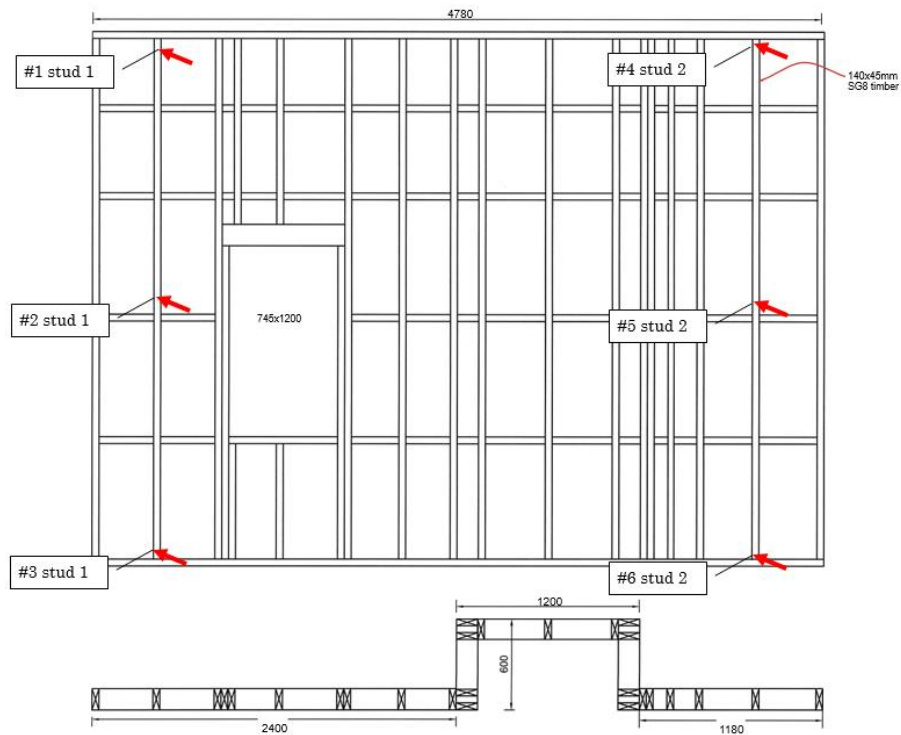 4780
#1 stud 1
#4 stud 2
140x45mm
SG8 timber
#2 stud 1
745x1200
#5 stud 2
#3 stud 1
#6 stud 2
1200
600
2400
1180